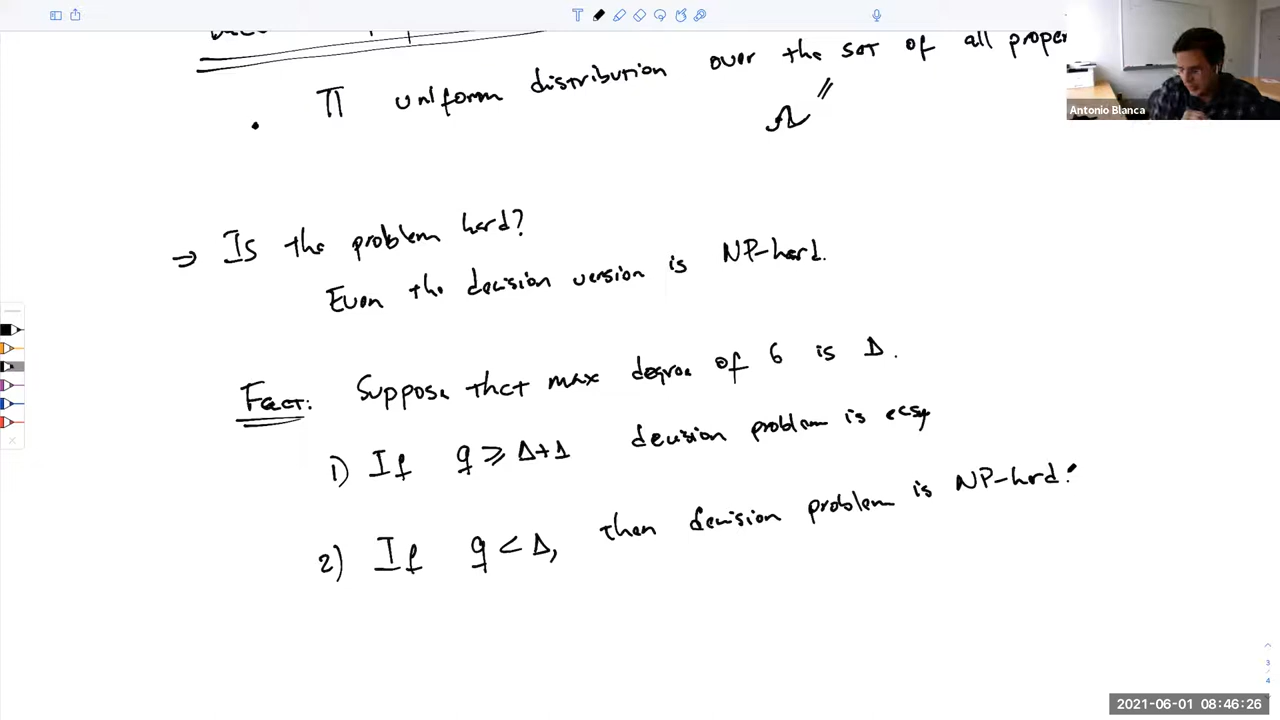 π uniform distribution over the set of all proper
Ω
⇒ Is the problem hard?
Even the decision version is NP-hard.
Fact: Suppose that max degree of G is Δ.
1) If q ⩾ Δ+1 decision problem is easy
2) If q < Δ, then decision problem is NP-hard.
Antonio Blanca
3
4
2021-06-01 08:46:26